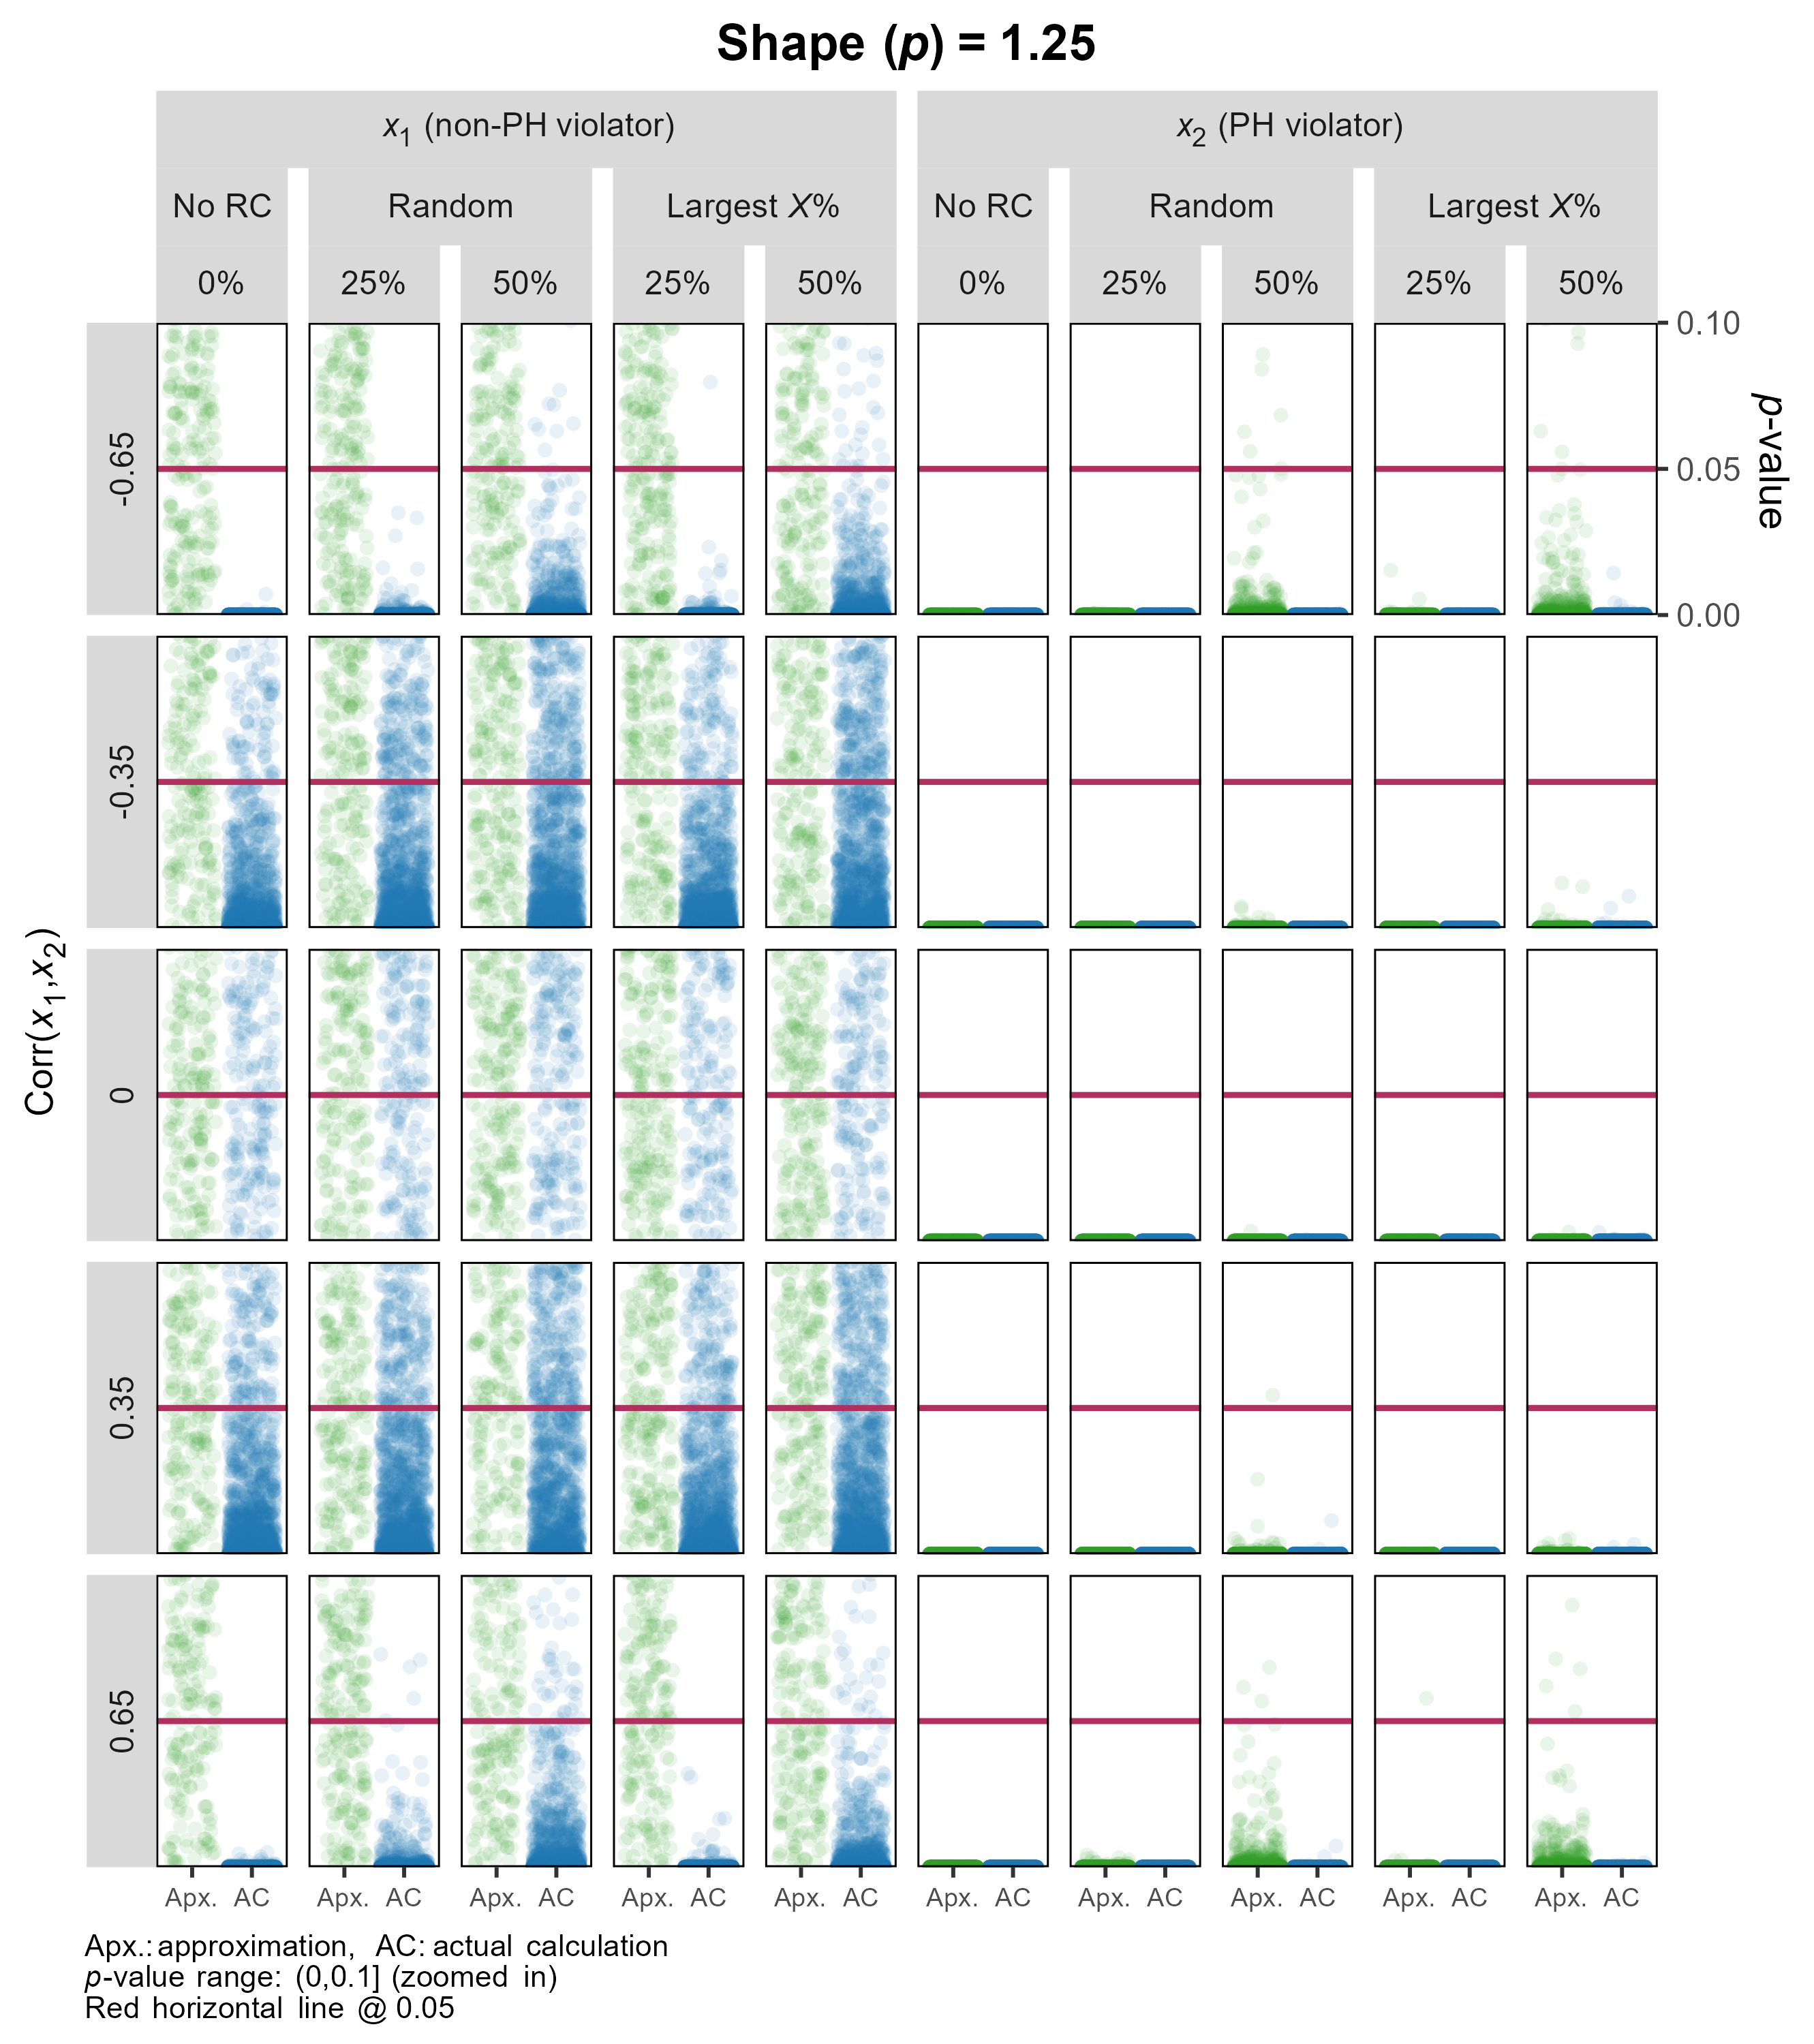 Shape (p) = 1.25
x1 (non-PH violator) x2 (PH violator)
No RC Random Largest X% No RC Random Largest X%
0% 25% 50% 25% 50% 0% 25% 50% 25% 50%
0.10
0.05
0.00
p-value
-0.65
-0.35
0
0.35
0.65
Corr(x1,x2)
Apx. AC Apx. AC Apx. AC Apx. AC Apx. AC Apx. AC Apx. AC Apx. AC Apx. AC Apx. AC
Apx.: approximation, AC: actual calculation
p-value range: (0,0.1] (zoomed in)
Red horizontal line @ 0.05